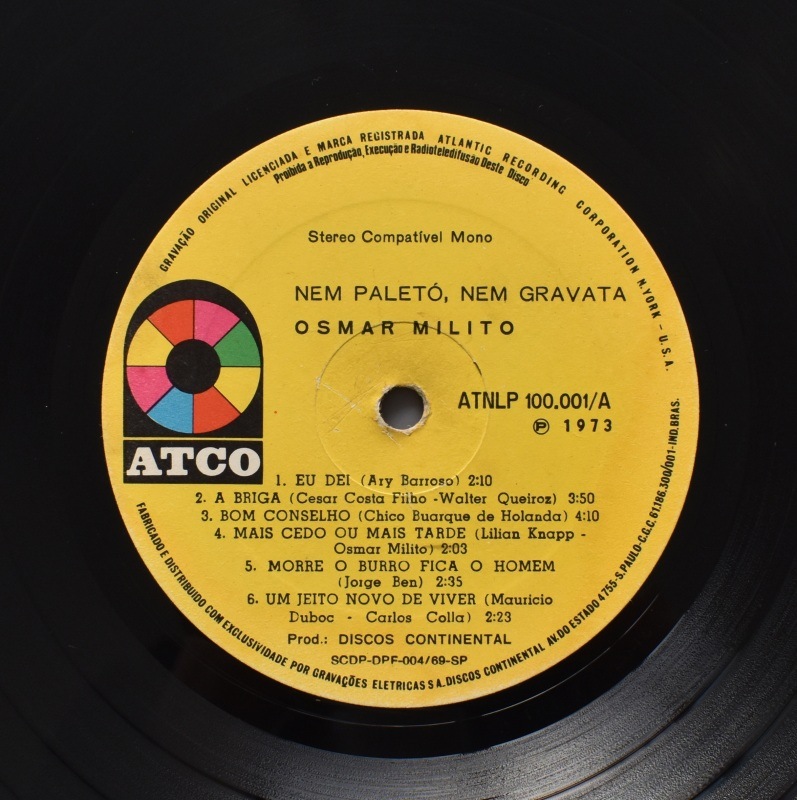 GRAVAÇÃO ORIGINAL LICENCIADA E MARCA REGISTRADA ATLANTIC RECORDING CORPORATION N.YORK - U.S.A.
Proibida a Reprodução, Execução e Radioteledifusão Deste Disco
Stereo Compatível Mono
NEM PALETÓ, NEM GRAVATA
OSMAR MILITO
ATNLP 100.001/A
℗ 1973
ATCO
1. EU DEI (Ary Barroso) 2:10
2. A BRIGA (Cesar Costa Filho -Walter Queiroz) 3:50
3. BOM CONSELHO (Chico Buarque de Holanda) 4:10
4. MAIS CEDO OU MAIS TARDE (Lilian Knapp -
Osmar Milito) 2:03
5. MORRE O BURRO FICA O HOMEM
(Jorge Ben) 2:35
6. UM JEITO NOVO DE VIVER (Mauricio
Duboc - Carlos Colla) 2:23
Prod.: DISCOS CONTINENTAL
SCDP-DPF-004/69-SP
FABRICADO E DISTRIBUIDO COM EXCLUSIVIDADE POR GRAVAÇÕES ELETRICAS S A. DISCOS CONTINENTAL AV. DO ESTADO 4755-S. PAULO-C.G.C. 61.186.300/001-IND. BRAS.